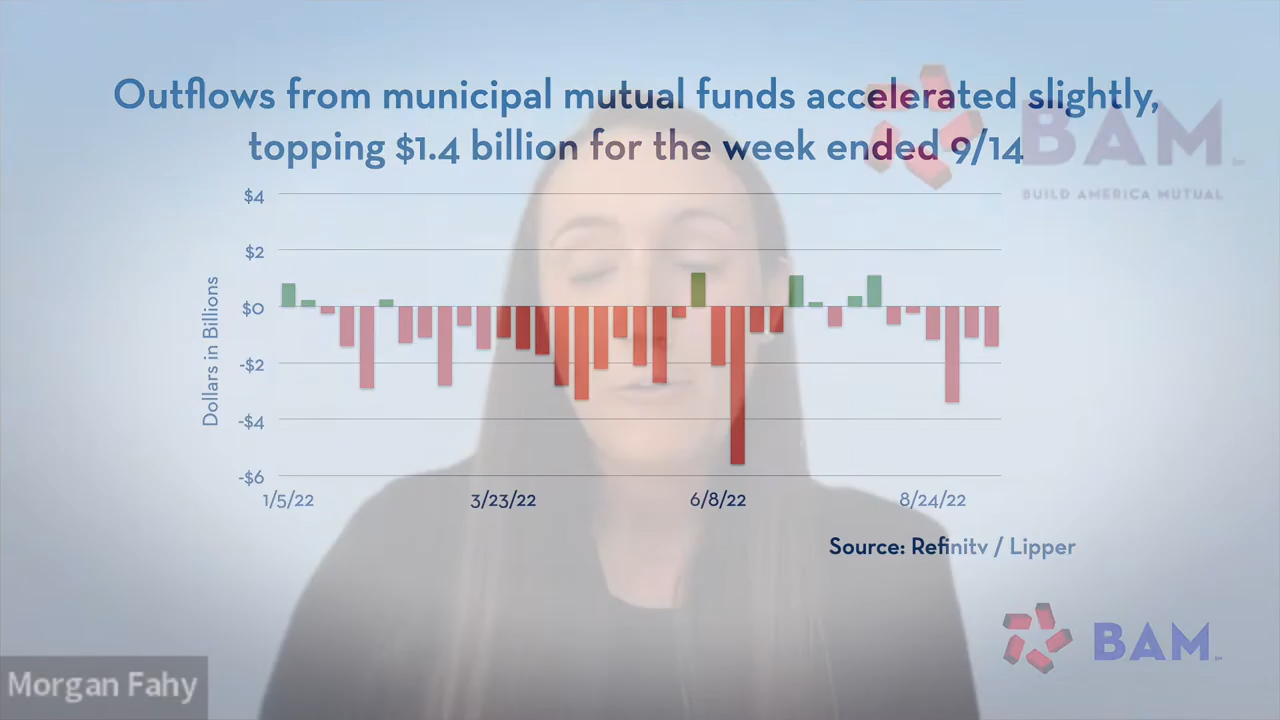 Outflows from municipal mutual funds accelerated slightly,
topping $1.4 billion for the week ended 9/14
BAM
BUILD AMERICA MUTUAL
$4
$2
$0
-$2
-$4
-$6
Dollars in Billions
1/5/22
3/23/22
6/8/22
8/24/22
Source: Refinitv / Lipper
BAM
Morgan Fahy